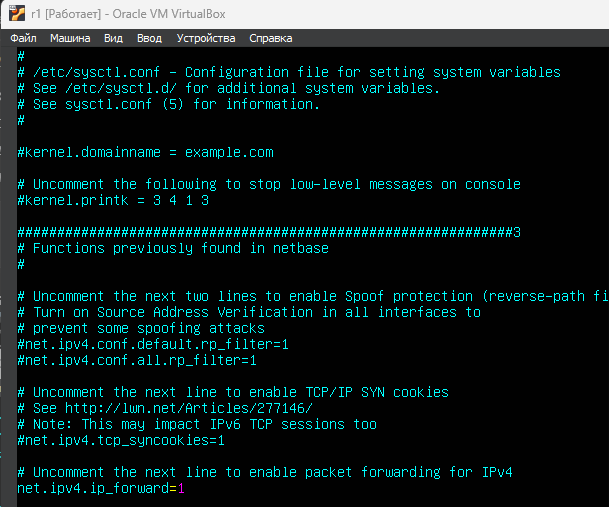 r1 [Работает] - Oracle VM VirtualBox
Файл Машина Вид Ввод Устройства Справка
#
# /etc/sysctl.conf - Configuration file for setting system variables
# See /etc/sysctl.d/ for additional system variables.
# See sysctl.conf (5) for information.
#
#kernel.domainname = example.com
# Uncomment the following to stop low-level messages on console
#kernel.printk = 3 4 1 3
##############################################################3
# Functions previously found in netbase
#
# Uncomment the next two lines to enable Spoof protection (reverse-path fi
# Turn on Source Address Verification in all interfaces to
# prevent some spoofing attacks
#net.ipv4.conf.default.rp_filter=1
#net.ipv4.conf.all.rp_filter=1
# Uncomment the next line to enable TCP/IP SYN cookies
# See http://lwn.net/Articles/277146/
# Note: This may impact IPv6 TCP sessions too
#net.ipv4.tcp_syncookies=1
# Uncomment the next line to enable packet forwarding for IPv4
net.ipv4.ip_forward=1